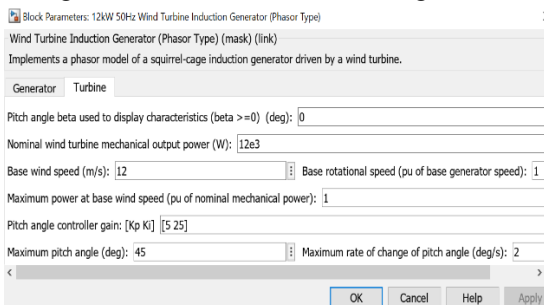 Block Parameters: 12kW 50Hz Wind Turbine Induction Generator (Phasor Type)
Wind Turbine Induction Generator (Phasor Type) (mask) (link)
Implements a phasor model of a squirrel-cage induction generator driven by a wind turbine.
Generator Turbine
Pitch angle beta used to display characteristics (beta >=0) (deg): 0
Nominal wind turbine mechanical output power (W): 12e3
Base wind speed (m/s): 12 Base rotational speed (pu of base generator speed): 1
Maximum power at base wind speed (pu of nominal mechanical power): 1
Pitch angle controller gain: [Kp Ki] [5 25]
Maximum pitch angle (deg): 45 Maximum rate of change of pitch angle (deg/s): 2
OK Cancel Help Apply